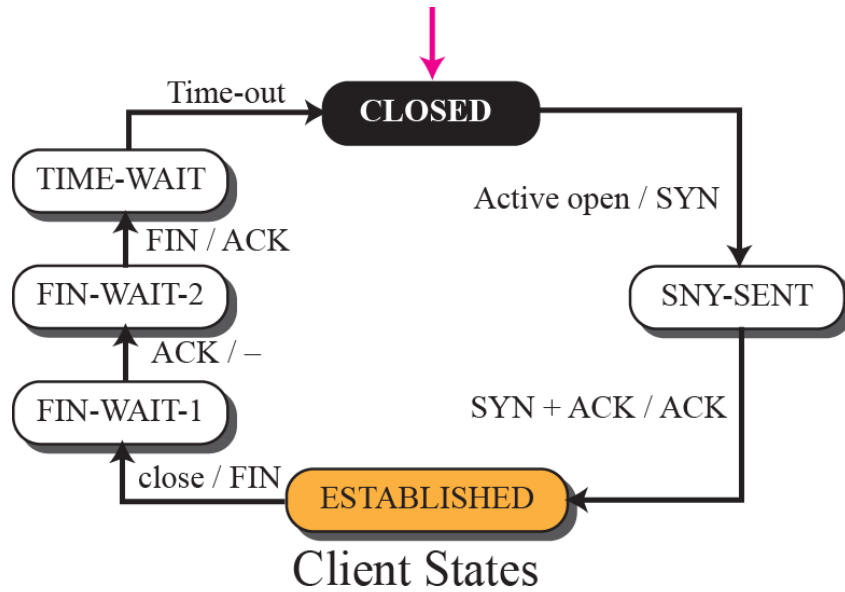 Time-out
CLOSED
TIME-WAIT
Active open / SYN
FIN / ACK
FIN-WAIT-2
SNY-SENT
ACK / –
FIN-WAIT-1
SYN + ACK / ACK
close / FIN
ESTABLISHED
Client States